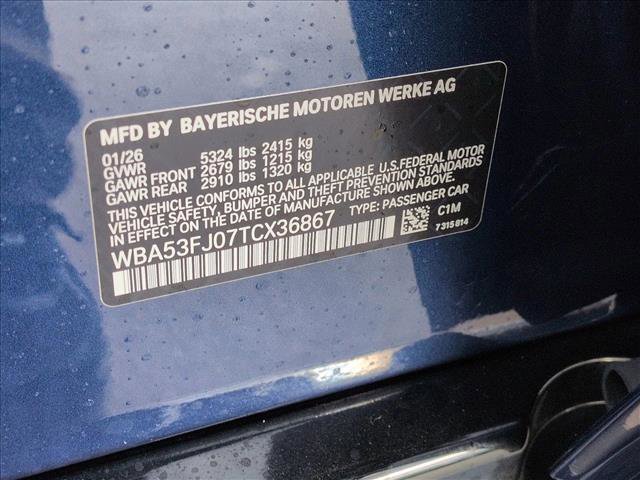 MFD BY BAYERISCHE MOTOREN WERKE AG
01/26
GVWR 5324 lbs 2415 kg
GAWR FRONT 2679 lbs 1215 kg
GAWR REAR 2910 lbs 1320 kg
THIS VEHICLE CONFORMS TO ALL APPLICABLE U.S.FEDERAL MOTOR
VEHICLE SAFETY, BUMPER AND THEFT PREVENTION STANDARDS
IN EFFECT ON THE DATE OF MANUFACTURE SHOWN ABOVE.
WBA53FJ07TCX36867 TYPE: PASSENGER CAR
C1M
7315814